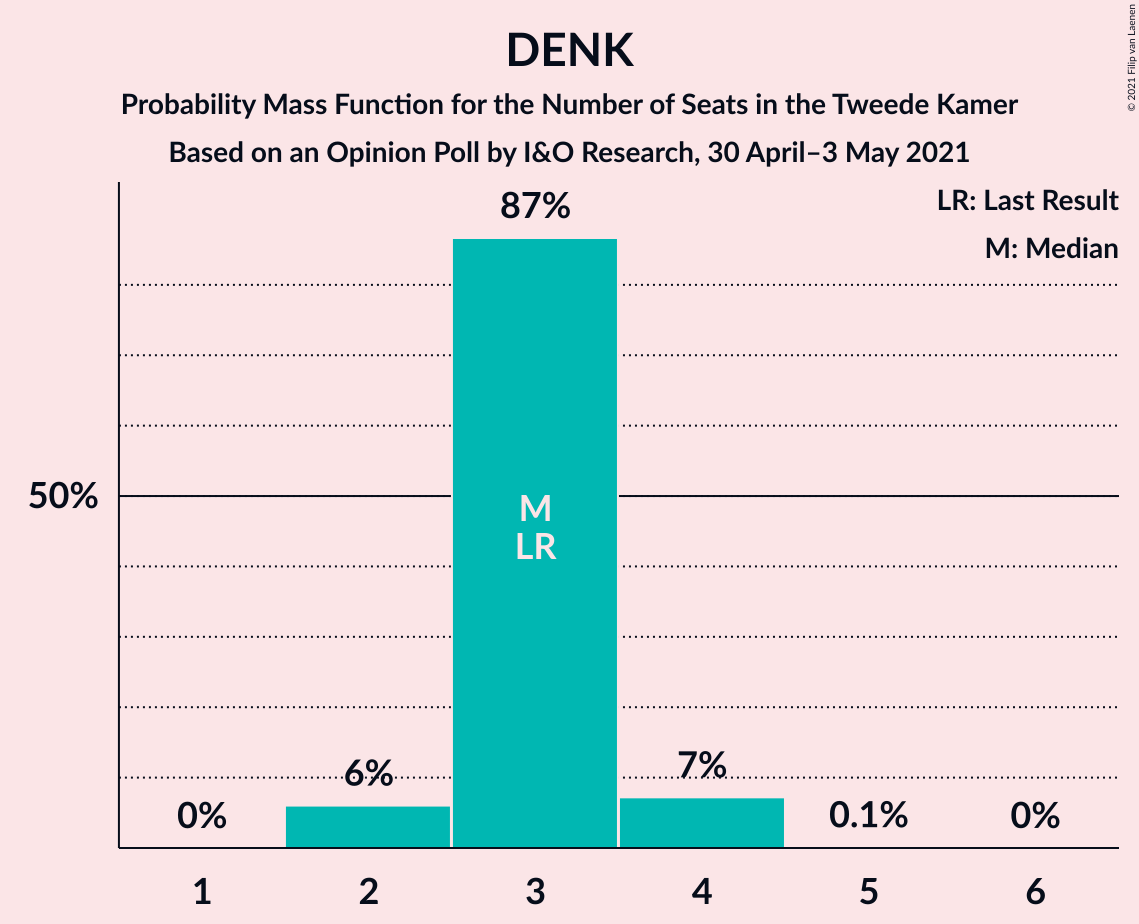 DENK
Probability Mass Function for the Number of Seats in the Tweede Kamer
Based on an Opinion Poll by I&O Research, 30 April–3 May 2021
© 2021 Filip van Laenen
LR: Last Result
M: Median
87%
50%
M
LR
6%
7%
0%
0.1%
0%
1
2
3
4
5
6